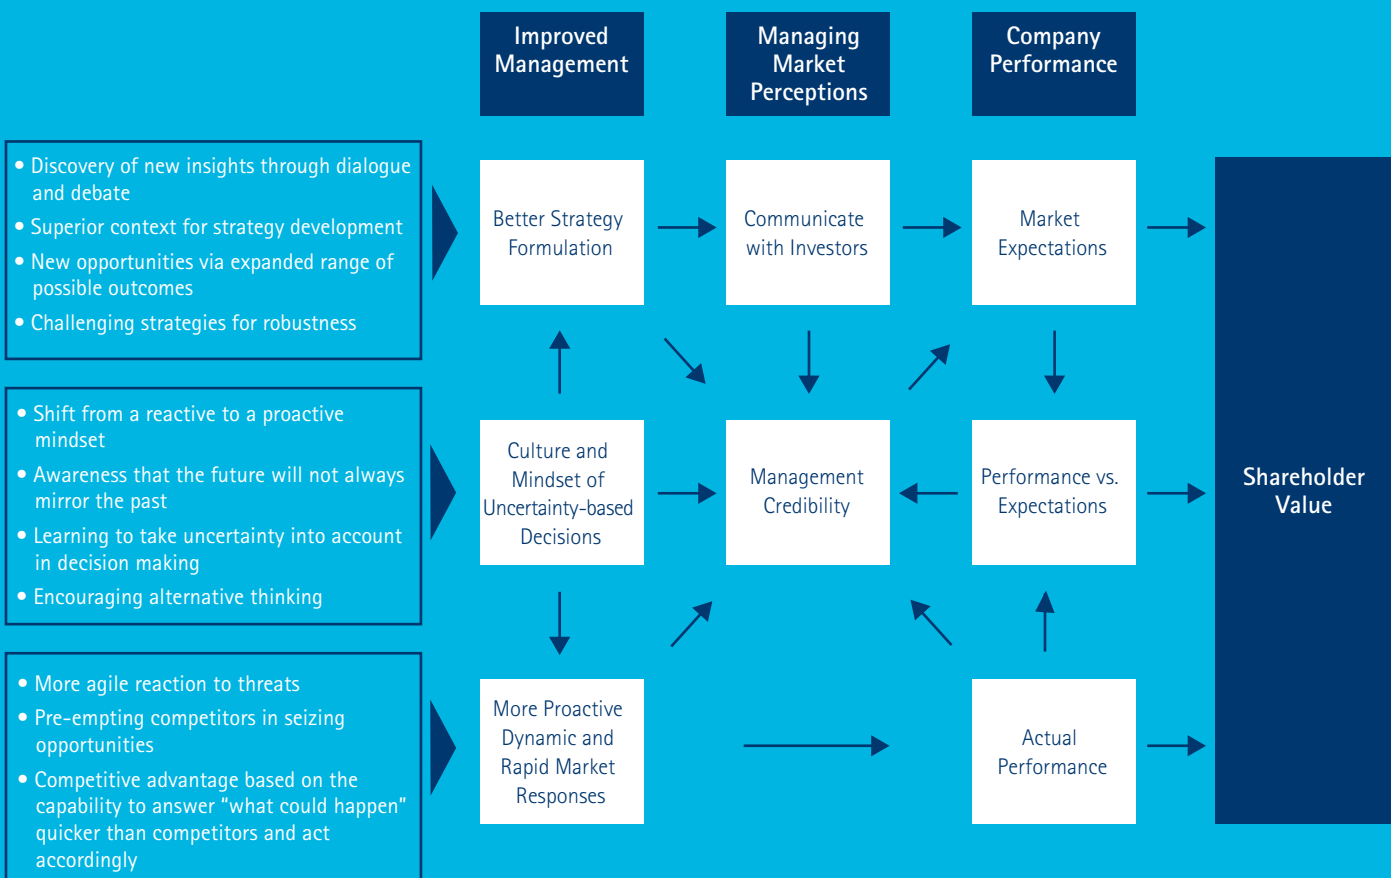 Improved
Management
Managing
Market
Perceptions
Company
Performance
• Discovery of new insights through dialogue
and debate
• Superior context for strategy development
• New opportunities via expanded range of
possible outcomes
• Challenging strategies for robustness
Better Strategy
Formulation
Communicate
with Investors
Market
Expectations
• Shift from a reactive to a proactive
mindset
• Awareness that the future will not always
mirror the past
• Learning to take uncertainty into account
in decision making
• Encouraging alternative thinking
Culture and
Mindset of
Uncertainty-based
Decisions
Management
Credibility
Performance vs.
Expectations
Shareholder
Value
• More agile reaction to threats
• Pre-empting competitors in seizing
opportunities
• Competitive advantage based on the
capability to answer “what could happen”
quicker than competitors and act
accordingly
More Proactive
Dynamic and
Rapid Market
Responses
Actual
Performance